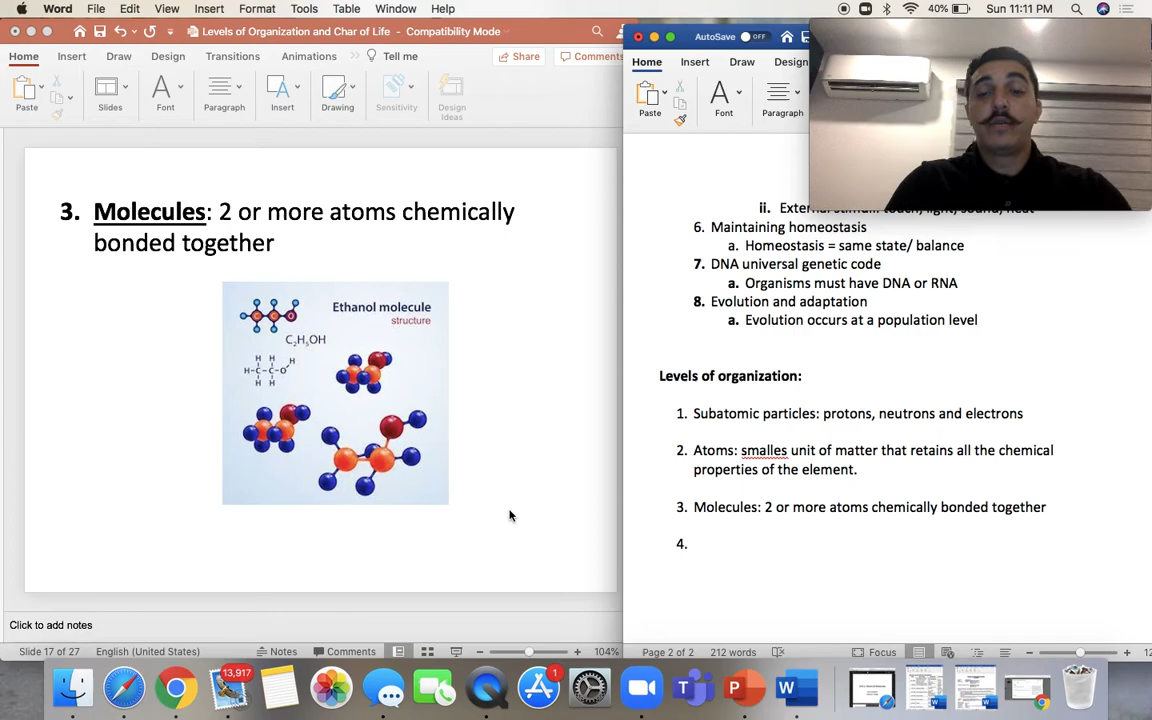 Word File Edit View Insert Format Tools Table Window Help
40% Sun 11:11 PM
Levels of Organization and Char of Life - Compatibility Mode
Home Insert Draw Design Transitions Animations >> Tell me Share Comments
Paste Slides Font Paragraph Insert Drawing Sensitivity Design Ideas
AutoSave OFF
Home Insert Draw Design
Paste Font Paragraph
3. Molecules: 2 or more atoms chemically
bonded together
Ethanol molecule
structure
C2H5OH
H H H
H-C-C-O
H H
C C O
Click to add notes
Slide 17 of 27 English (United States) Notes Comments 104%
6. Maintaining homeostasis
a. Homeostasis = same state/ balance
7. DNA universal genetic code
a. Organisms must have DNA or RNA
8. Evolution and adaptation
a. Evolution occurs at a population level
Levels of organization:
1. Subatomic particles: protons, neutrons and electrons
2. Atoms: smalles unit of matter that retains all the chemical
properties of the element.
3. Molecules: 2 or more atoms chemically bonded together
4.
Page 2 of 2 212 words Focus
13,917
1